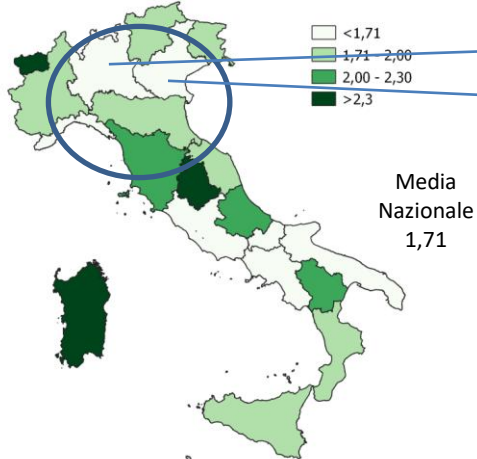 <1,71
1,71 - 2,00
2,00 - 2,30
>2,3
Media
Nazionale
1,71